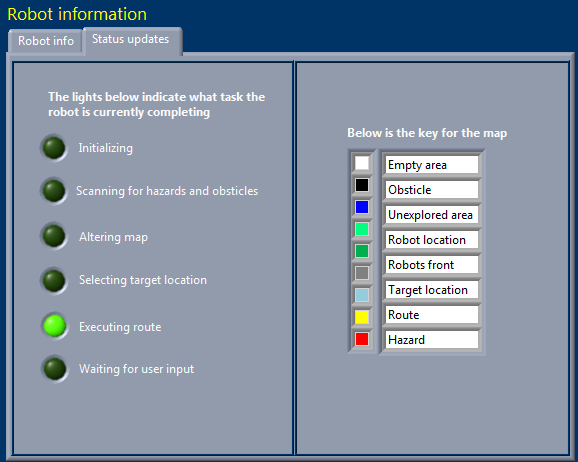 Robot information
Robot info
Status updates
The lights below indicate what task the
robot is currently completing
Initializing
Scanning for hazards and obsticles
Altering map
Selecting target location
Executing route
Waiting for user input
Below is the key for the map
Empty area
Obsticle
Unexplored area
Robot location
Robots front
Target location
Route
Hazard